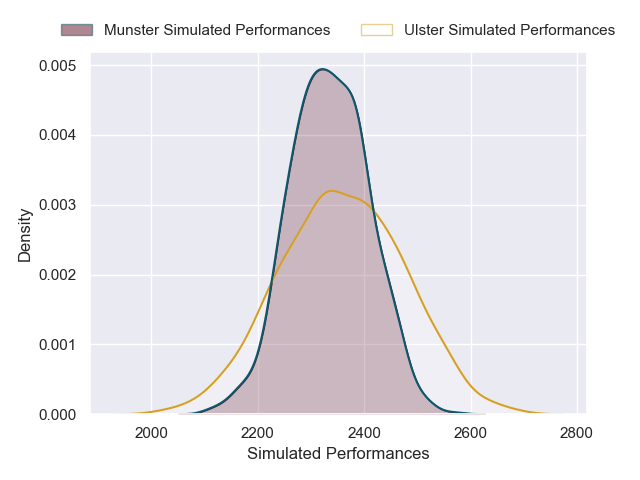 Munster Simulated Performances
Ulster Simulated Performances
0.005
0.004
0.003
0.002
0.001
0.000
Density
2000
2200
2400
2600
2800
Simulated Performances